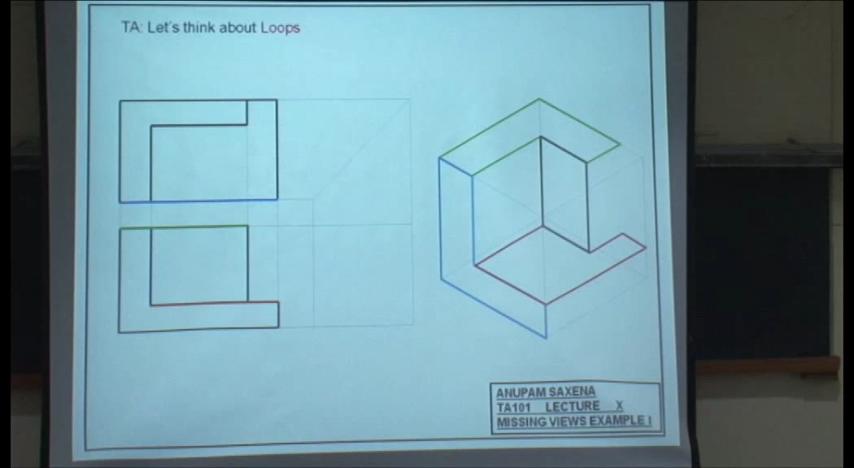 TA: Let's think about Loops
ANUPAM SAXENA
TA101 LECTURE X
MISSING VIEWS EXAMPLE I